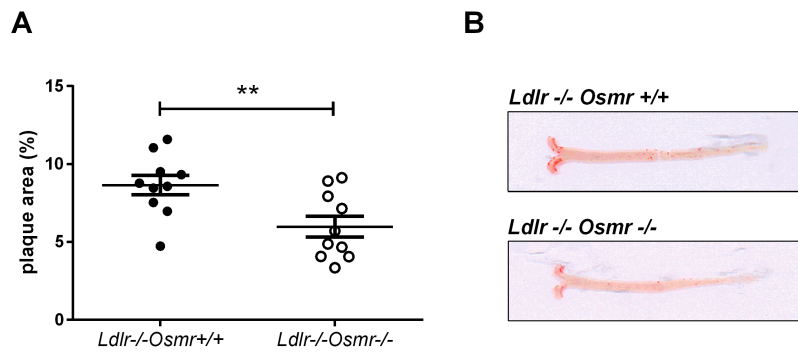 A
B
15
10
5
0
plaque area (%)
**
Ldlr-/-Osmr+/+
Ldlr-/-Osmr-/-
Ldlr -/- Osmr +/+
Ldlr -/- Osmr -/-